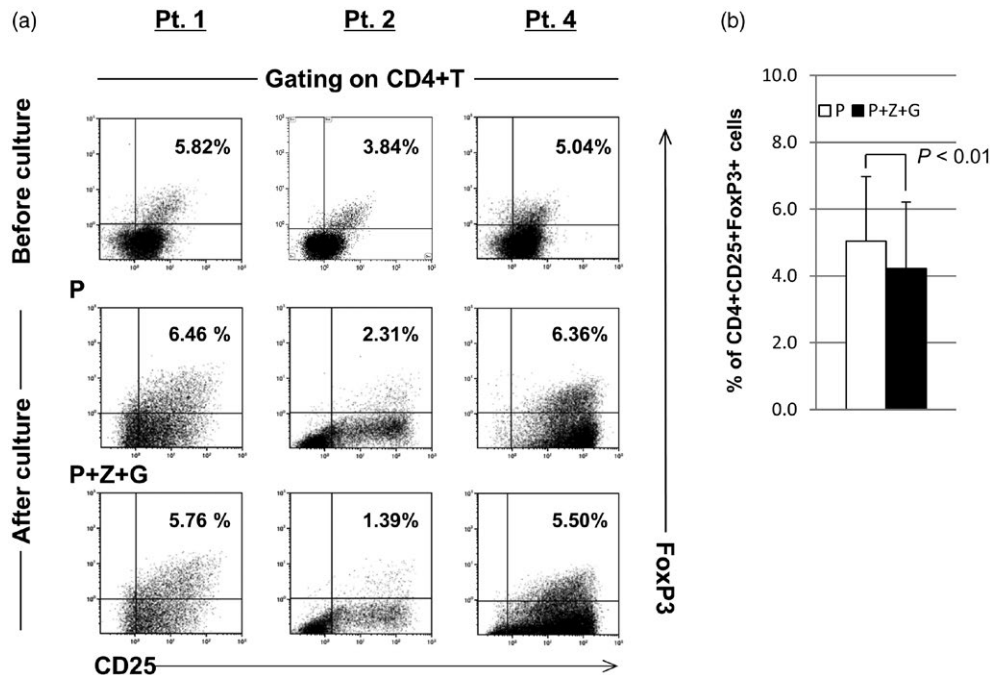 (a)
Pt. 1 Pt. 2 Pt. 4
Gating on CD4+T
Before culture
5.82% 3.84% 5.04%
After culture
P
6.46 % 2.31% 6.36%
P+Z+G
5.76 % 1.39% 5.50%
CD25
FoxP3
(b)
% of CD4+CD25+FoxP3+ cells
10.0
8.0
6.0
4.0
2.0
0.0
P P+Z+G
P < 0.01